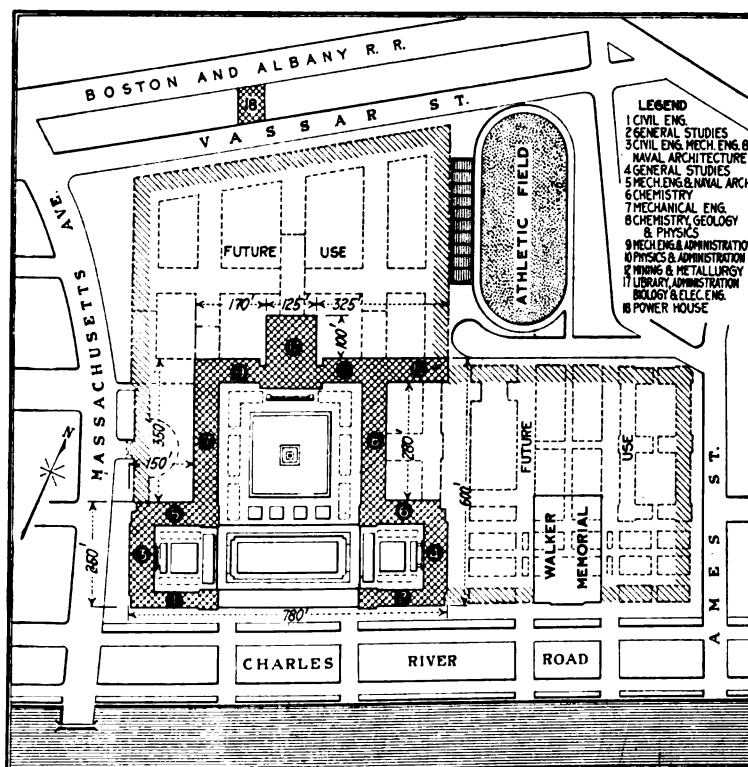 BOSTON AND ALBANY R. R.
18
VASSAR ST.
MASSACHUSETTS AVE.
N
FUTURE USE
170' 125' 325'
100'
350'
150'
280'
600'
260'
780'
ATHLETIC FIELD
LEGEND
1 CIVIL ENG.
2 GENERAL STUDIES
3 CIVIL ENG. MECH. ENG. &
NAVAL ARCHITECTURE
4 GENERAL STUDIES
5 MECH. ENG. & NAVAL ARCH
6 CHEMISTRY
7 MECHANICAL ENG.
8 CHEMISTRY, GEOLOGY
& PHYSICS
9 MECH ENG. & ADMINISTRATIO
10 PHYSICS & ADMINISTRATION
12 MINING & METALLURGY
17 LIBRARY, ADMINISTRATION
BIOLOGY & ELEC. ENG.
18 POWER HOUSE
FUTURE
USE
WALKER
MEMORIAL
AMES ST.
CHARLES RIVER ROAD